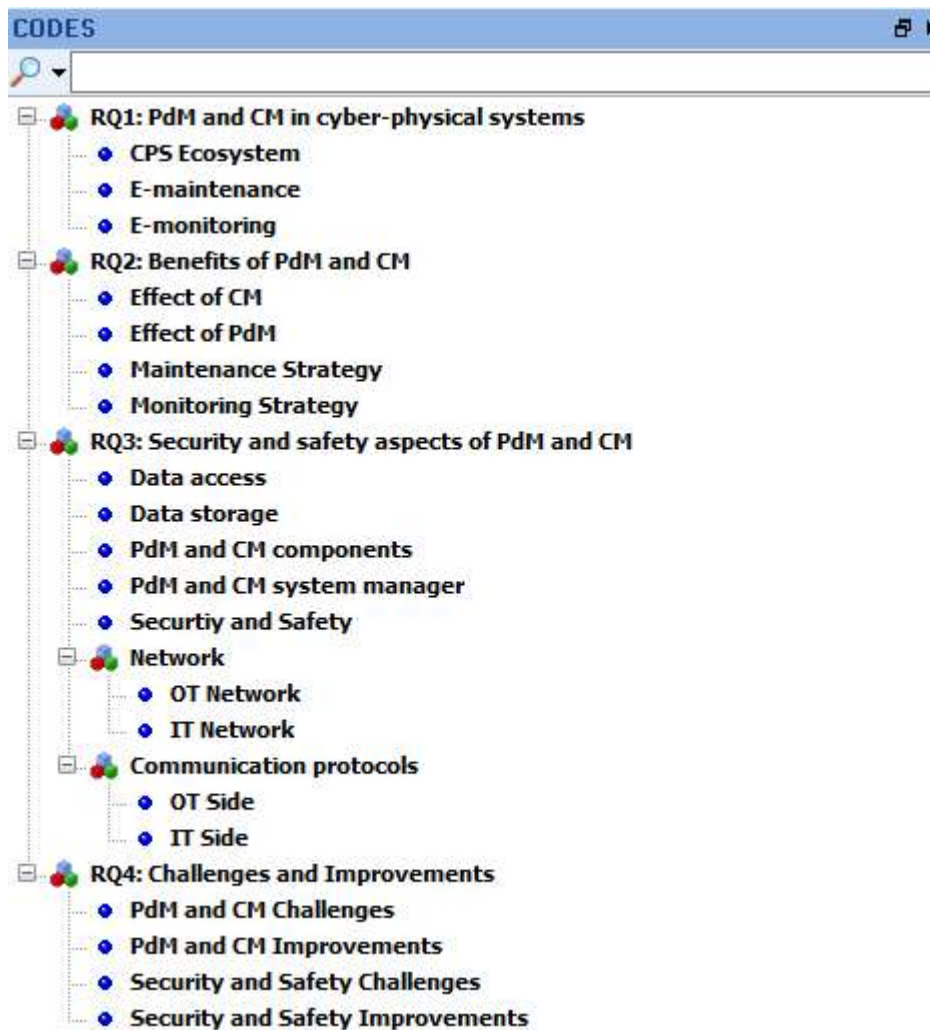 CODES
RQ1: PdM and CM in cyber-physical systems
CPS Ecosystem
E-maintenance
E-monitoring
RQ2: Benefits of PdM and CM
Effect of CM
Effect of PdM
Maintenance Strategy
Monitoring Strategy
RQ3: Security and safety aspects of PdM and CM
Data access
Data storage
PdM and CM components
PdM and CM system manager
Securtiy and Safety
Network
OT Network
IT Network
Communication protocols
OT Side
IT Side
RQ4: Challenges and Improvements
PdM and CM Challenges
PdM and CM Improvements
Security and Safety Challenges
Security and Safety Improvements